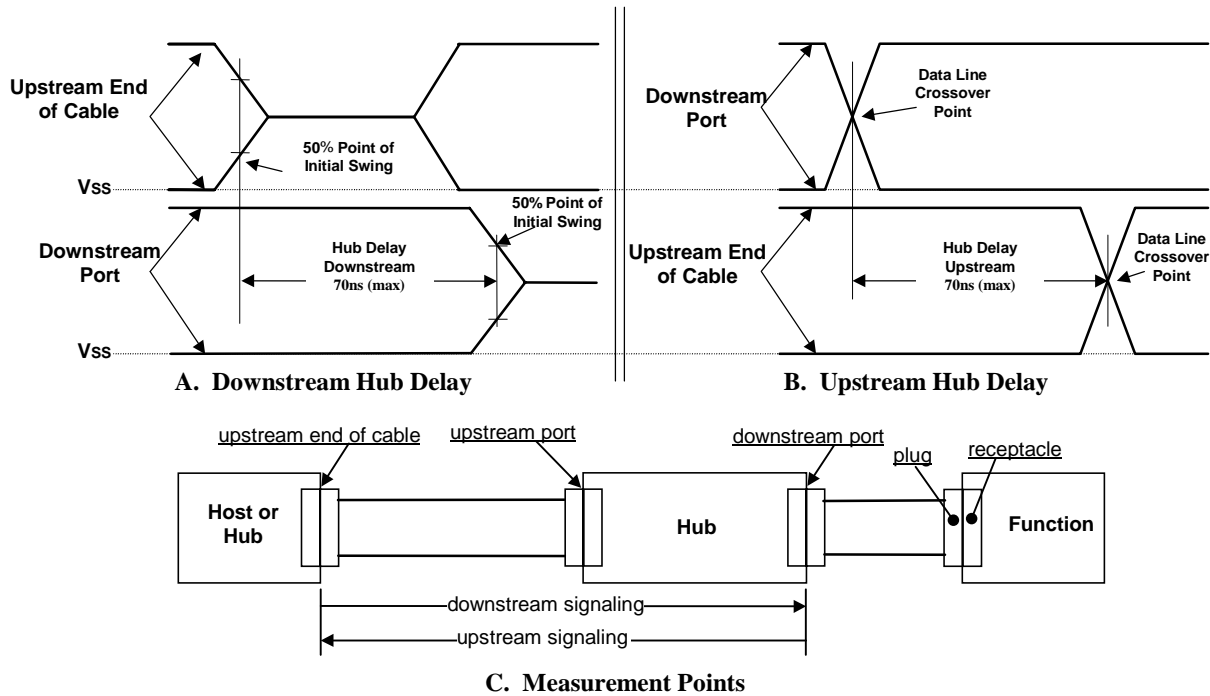 Upstream End
of Cable
50% Point of
Initial Swing
VSS
50% Point of
Initial Swing
Downstream
Port
Hub Delay
Downstream
70ns (max)
VSS
A. Downstream Hub Delay
Downstream
Port
Data Line
Crossover
Point
Upstream End
of Cable
Hub Delay
Upstream
70ns (max)
Data Line
Crossover
Point
B. Upstream Hub Delay
upstream end of cable
upstream port
downstream port
plug
receptacle
Host or
Hub
Hub
Function
downstream signaling
upstream signaling
C. Measurement Points